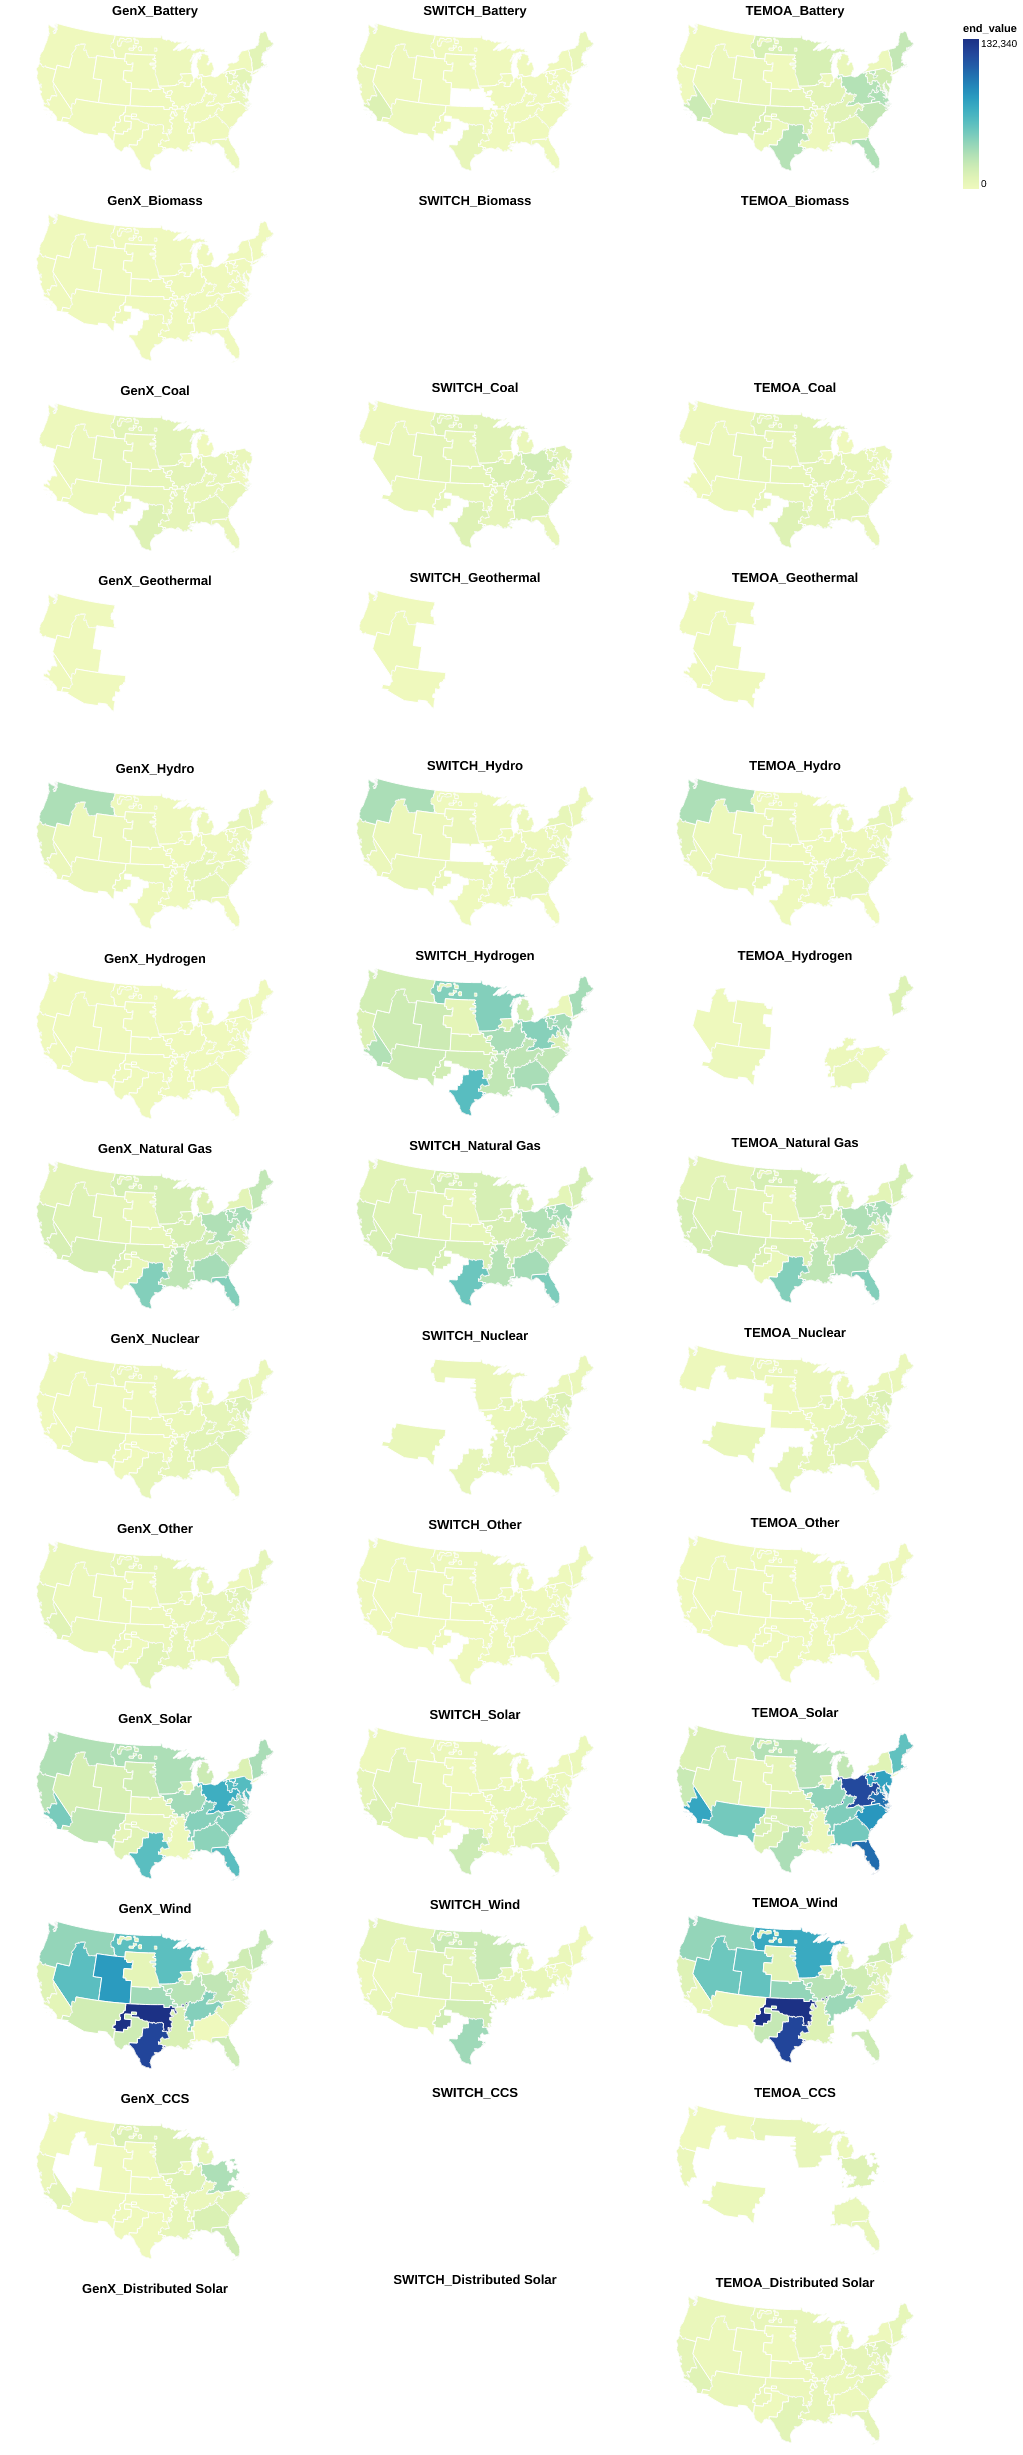 GenX_Battery
SWITCH_Battery
TEMOA_Battery
end_value
132,340
0
GenX_Biomass
SWITCH_Biomass
TEMOA_Biomass
GenX_Coal
SWITCH_Coal
TEMOA_Coal
GenX_Geothermal
SWITCH_Geothermal
TEMOA_Geothermal
GenX_Hydro
SWITCH_Hydro
TEMOA_Hydro
GenX_Hydrogen
SWITCH_Hydrogen
TEMOA_Hydrogen
GenX_Natural Gas
SWITCH_Natural Gas
TEMOA_Natural Gas
GenX_Nuclear
SWITCH_Nuclear
TEMOA_Nuclear
GenX_Other
SWITCH_Other
TEMOA_Other
GenX_Solar
SWITCH_Solar
TEMOA_Solar
GenX_Wind
SWITCH_Wind
TEMOA_Wind
GenX_CCS
SWITCH_CCS
TEMOA_CCS
GenX_Distributed Solar
SWITCH_Distributed Solar
TEMOA_Distributed Solar